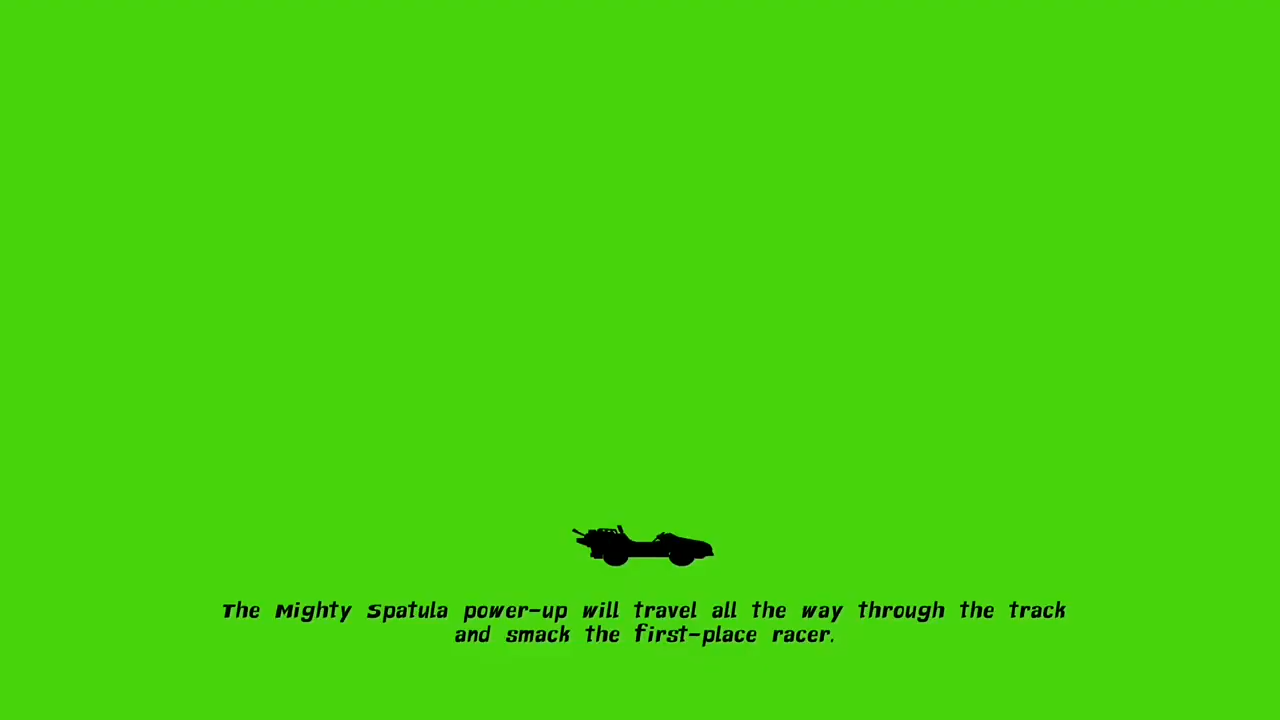 The Mighty Spatula power-up will travel all the way through the track
and smack the first-place racer.